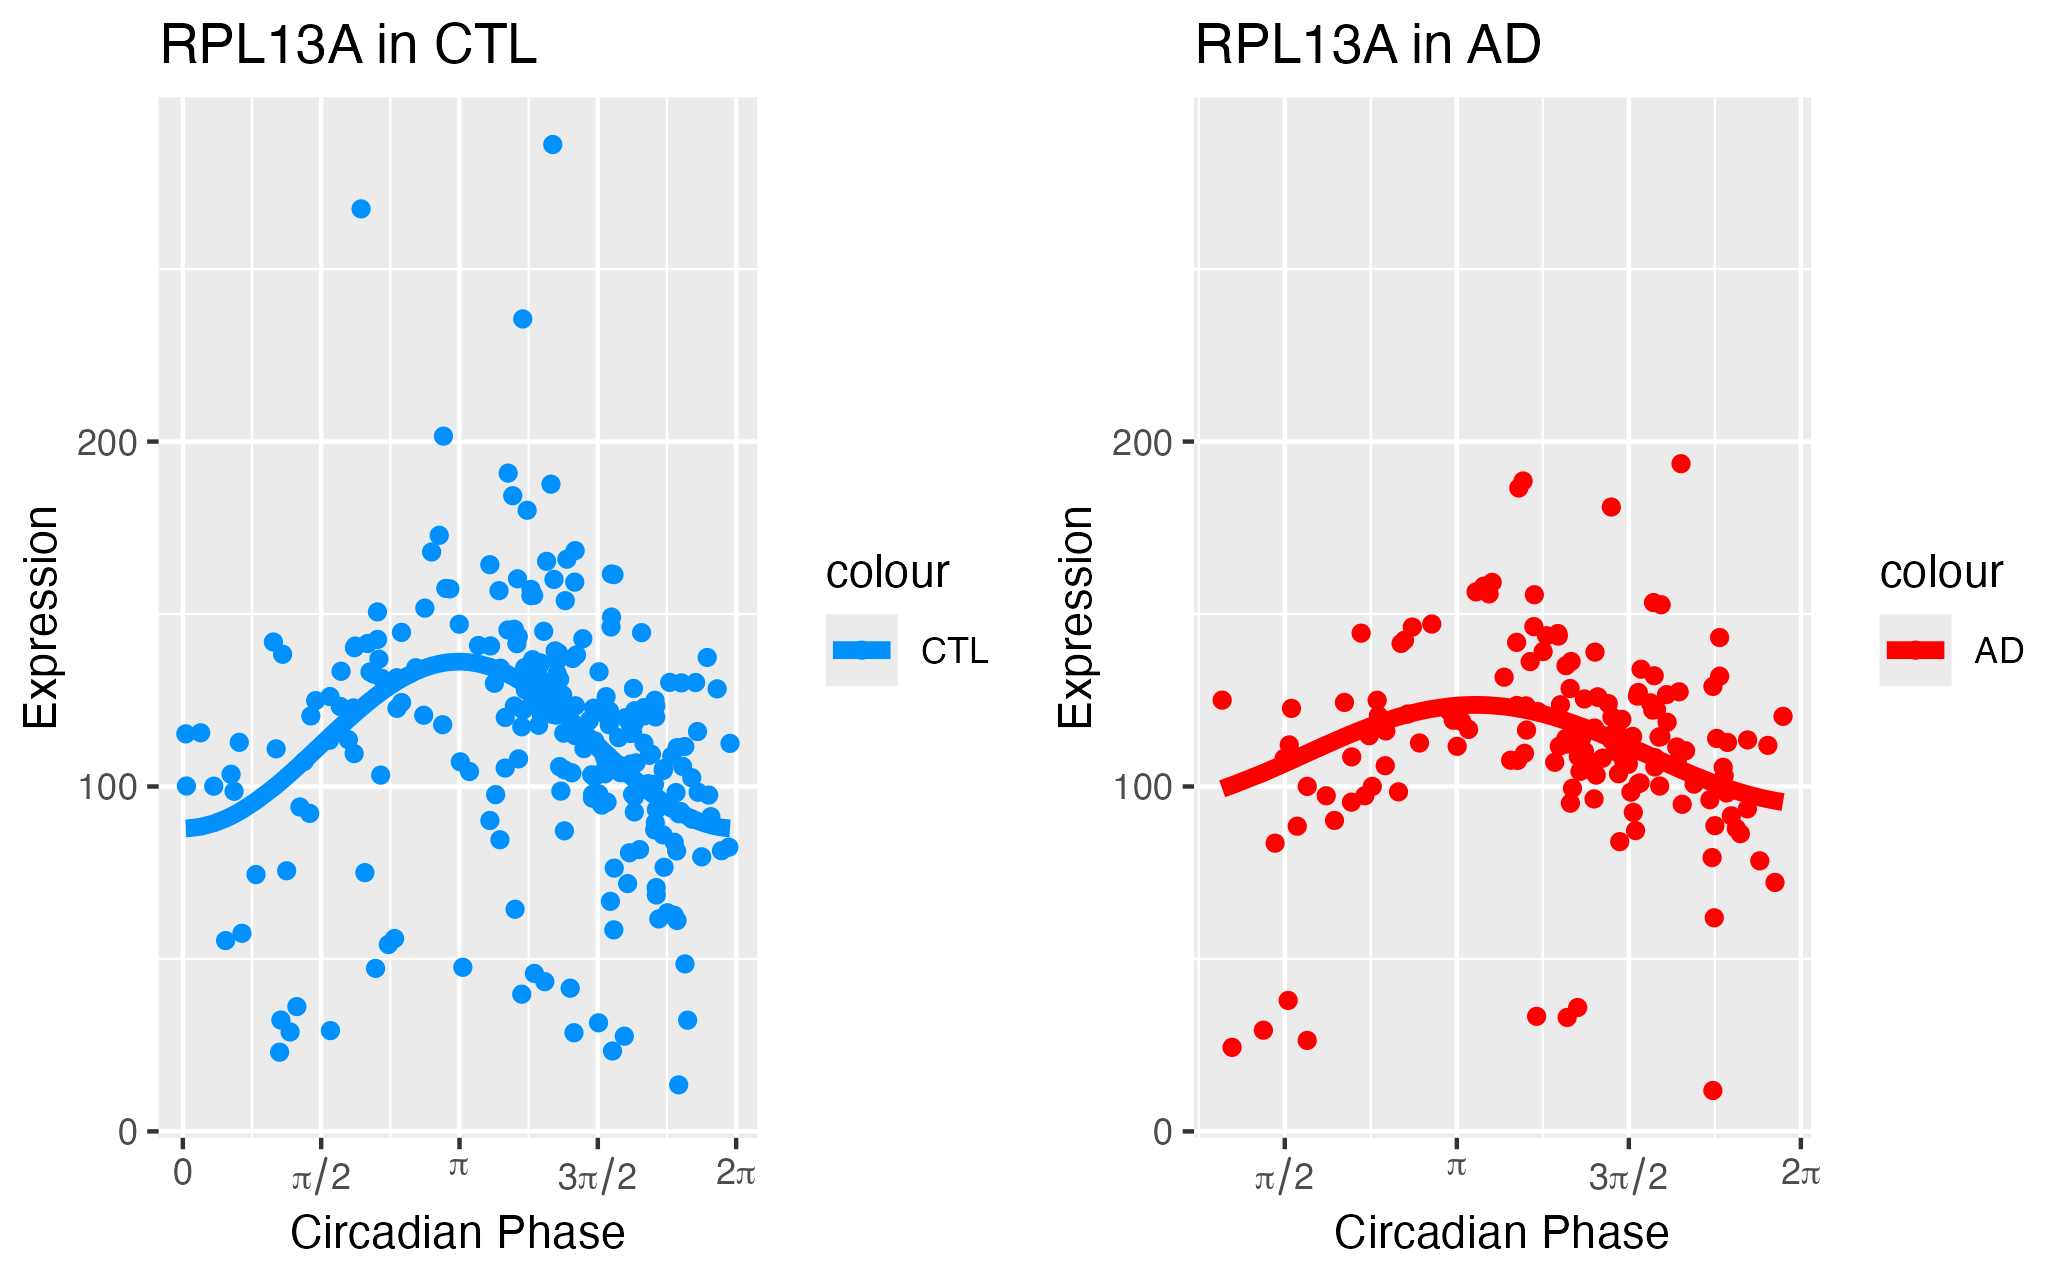 RPL13A in CTL
200
100
0
Expression
0
π/2
π
3π/2
2π
Circadian Phase
colour
CTL
RPL13A in AD
200
100
0
Expression
π/2
π
3π/2
2π
Circadian Phase
colour
AD